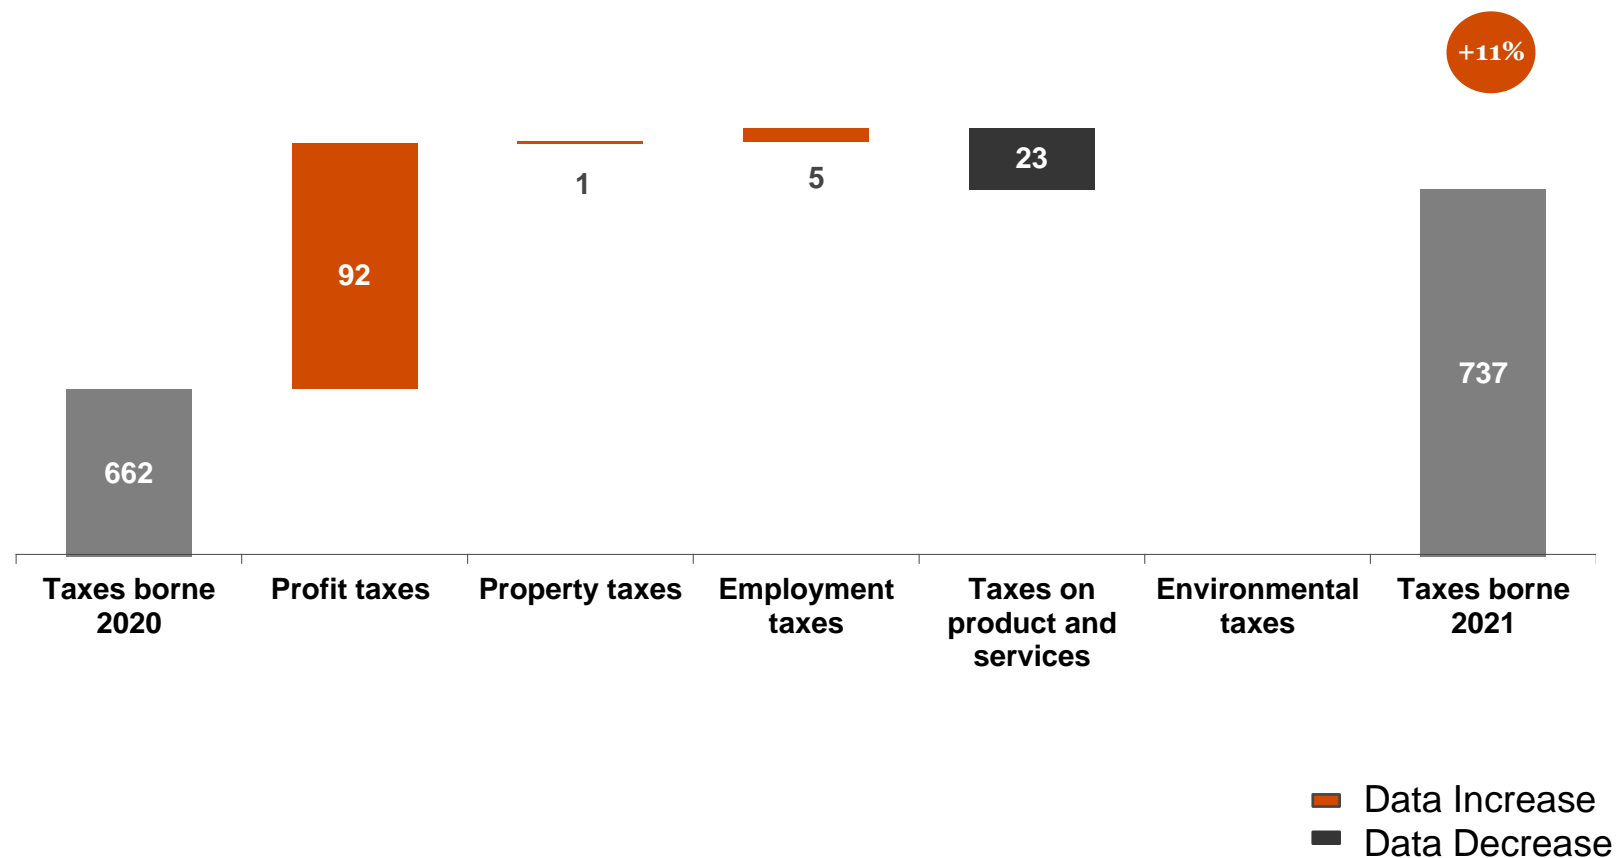 +11%
23
1
5
92
737
662
Taxes borne
2020
Profit taxes
Property taxes
Employment
taxes
Taxes on
product and
services
Environmental
taxes
Taxes borne
2021
Data Increase
Data Decrease